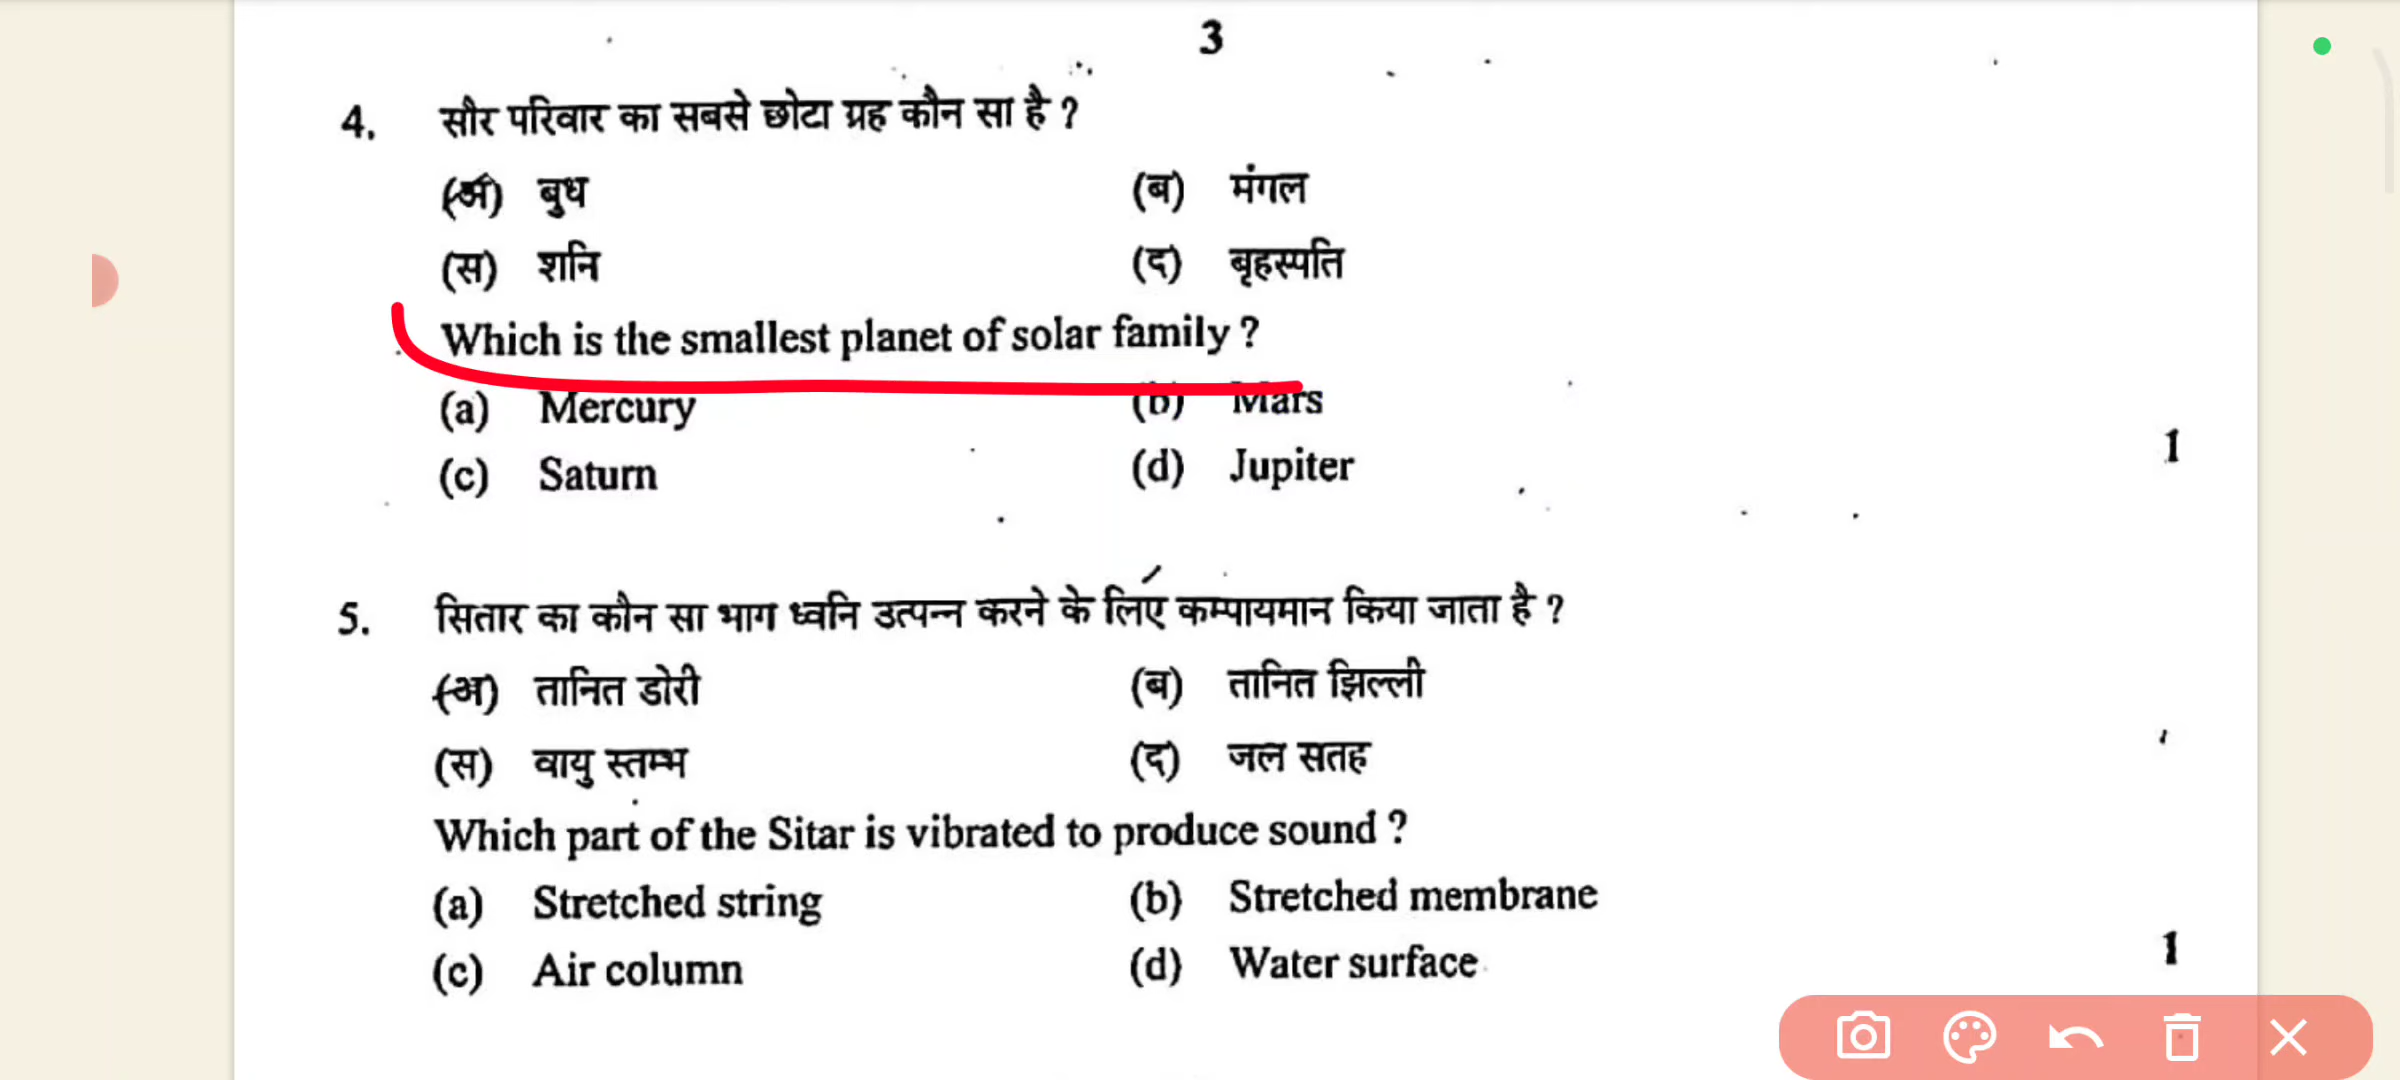 3
4. सौर परिवार का सबसे छोटा ग्रह कौन सा है ?
(अ) बुध (ब) मंगल
(स) शनि (द) बृहस्पति
Which is the smallest planet of solar family ?
(a) Mercury (b) Mars
(c) Saturn (d) Jupiter 1
5. सितार का कौन सा भाग ध्वनि उत्पन्न करने के लिए कम्पायमान किया जाता है ?
(अ) तानित डोरी (ब) तानित झिल्ली
(स) वायु स्तम्भ (द) जल सतह
Which part of the Sitar is vibrated to produce sound ?
(a) Stretched string (b) Stretched membrane
(c) Air column (d) Water surface 1